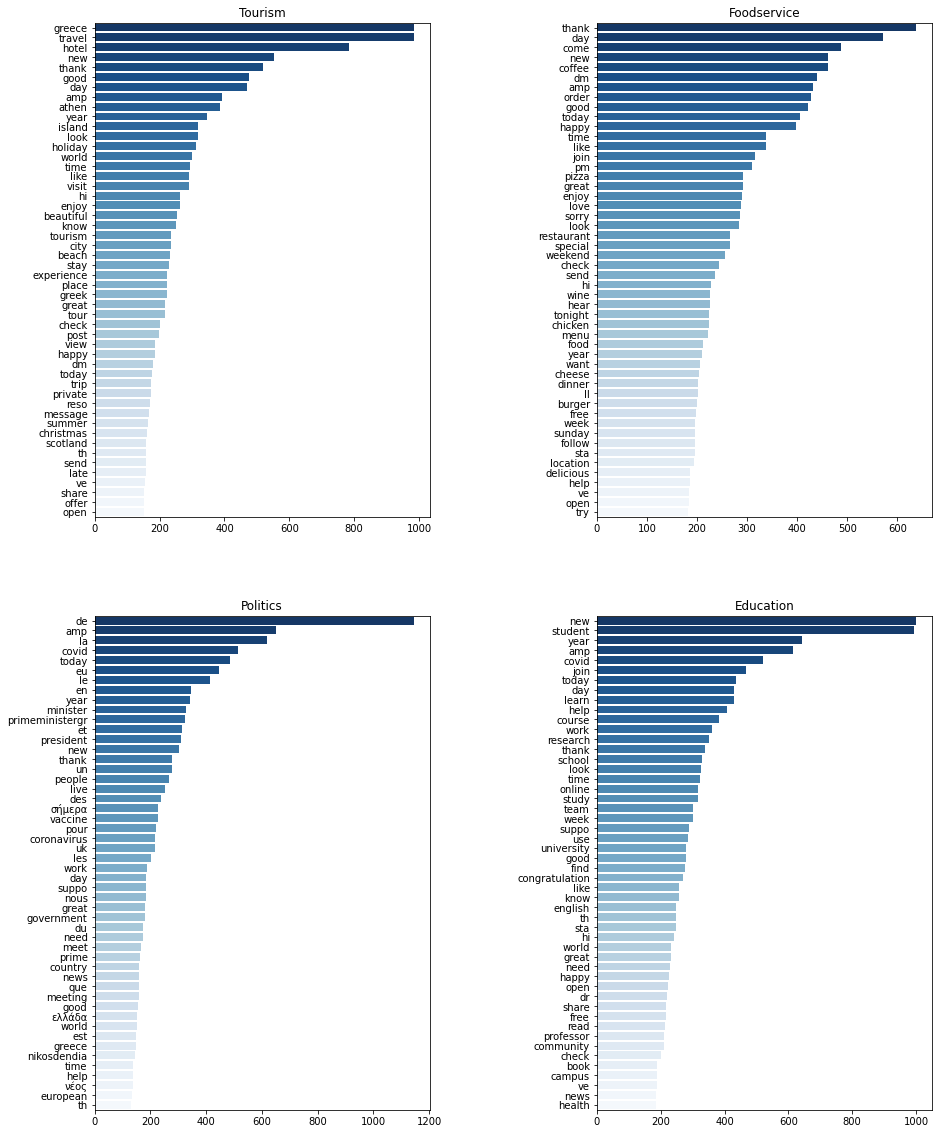 Tourism
greece
travel
hotel
new
thank
good
day
amp
athen
year
island
look
holiday
world
time
like
visit
hi
enjoy
beautiful
know
tourism
city
beach
stay
experience
place
greek
great
tour
check
post
view
happy
dm
today
trip
private
reso
message
summer
christmas
scotland
th
send
late
ve
share
offer
open
0 200 400 600 800 1000
Foodservice
thank
day
come
new
coffee
dm
amp
order
good
today
happy
time
like
join
pm
pizza
great
enjoy
love
sorry
look
restaurant
special
weekend
check
send
hi
wine
hear
tonight
chicken
menu
food
year
want
cheese
dinner
ll
burger
free
week
sunday
follow
sta
location
delicious
help
ve
open
try
0 100 200 300 400 500 600
Politics
de
amp
la
covid
today
eu
le
en
year
minister
primeministergr
et
president
new
thank
un
people
live
des
σήμερα
vaccine
pour
coronavirus
uk
les
work
day
suppo
nous
great
government
du
need
meet
prime
country
news
que
meeting
good
ελλάδα
world
est
greece
nikosdendia
time
help
νέος
european
th
0 200 400 600 800 1000 1200
Education
new
student
year
amp
covid
join
today
day
learn
help
course
work
research
thank
school
look
time
online
study
team
week
suppo
use
university
good
find
congratulation
like
know
english
th
sta
hi
world
great
need
happy
open
dr
share
free
read
professor
community
check
book
campus
ve
news
health
0 200 400 600 800 1000